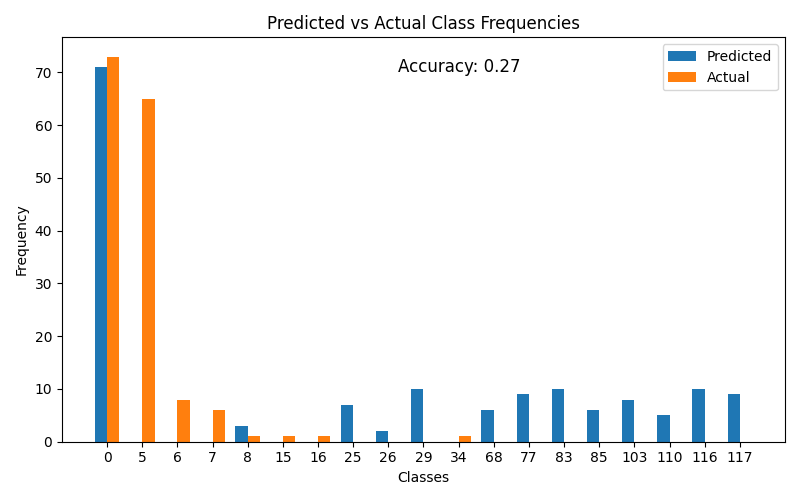 Predicted vs Actual Class Frequencies
Accuracy: 0.27
Predicted
Actual
Frequency
70
60
50
40
30
20
10
0
0 5 6 7 8 15 16 25 26 29 34 68 77 83 85 103 110 116 117
Classes